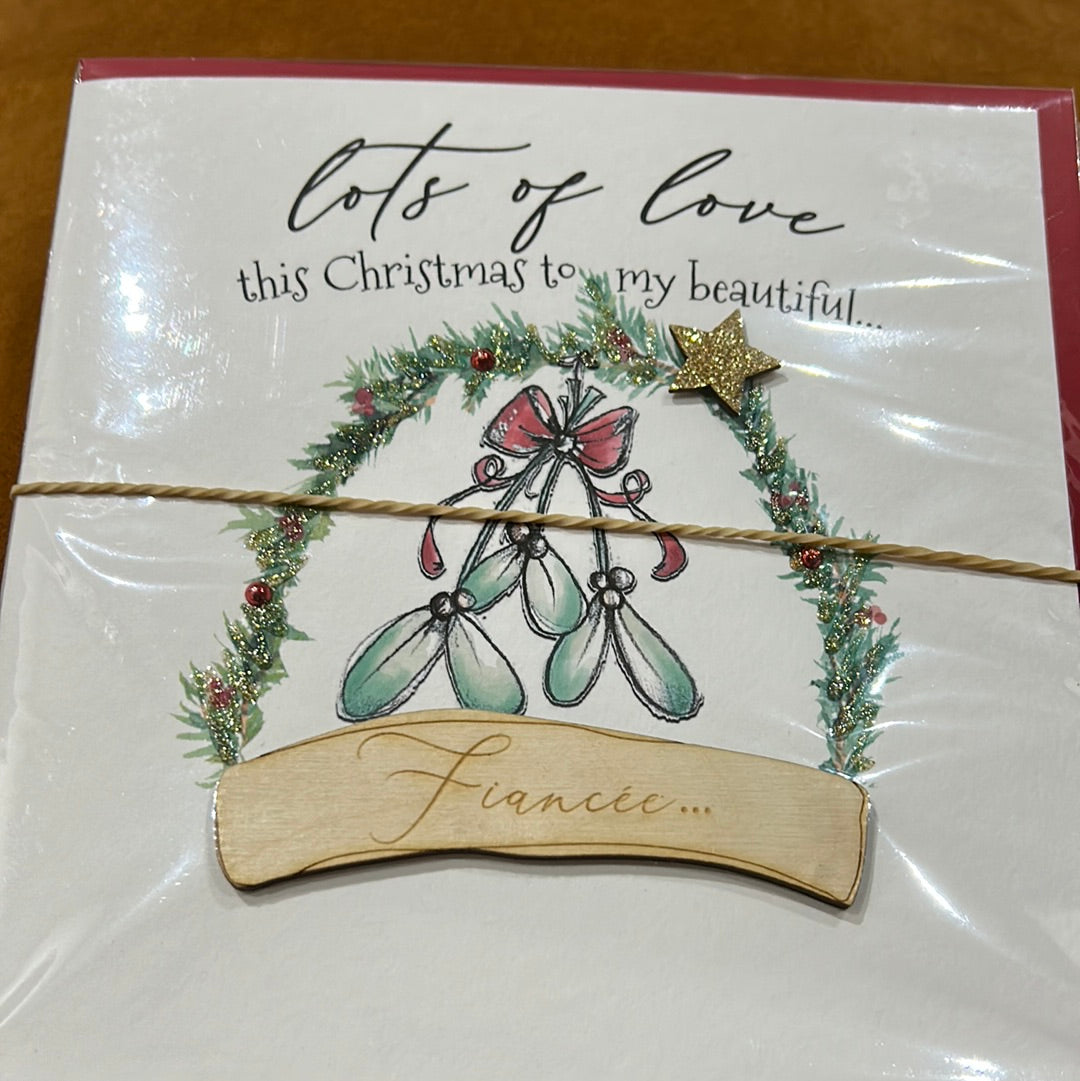 lots of love
this Christmas to my beautiful...
Fiancée...